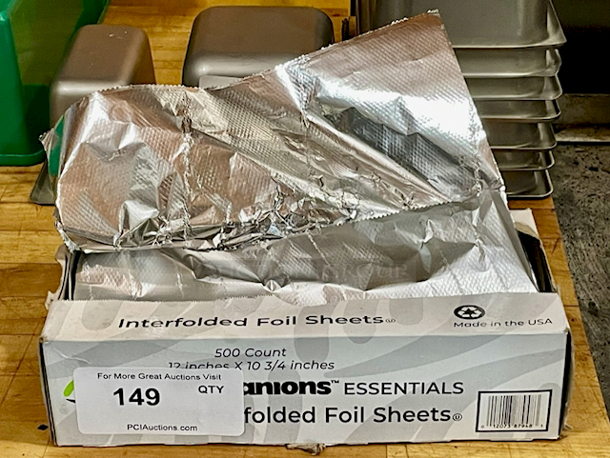 Interfolded Foil Sheets
Made in the USA
500 Count
12 inches X 10 3/4 inches
For More Great Auctions Visit
149 QTY
PCIAuctions.com
anions™ ESSENTIALS
folded Foil Sheets